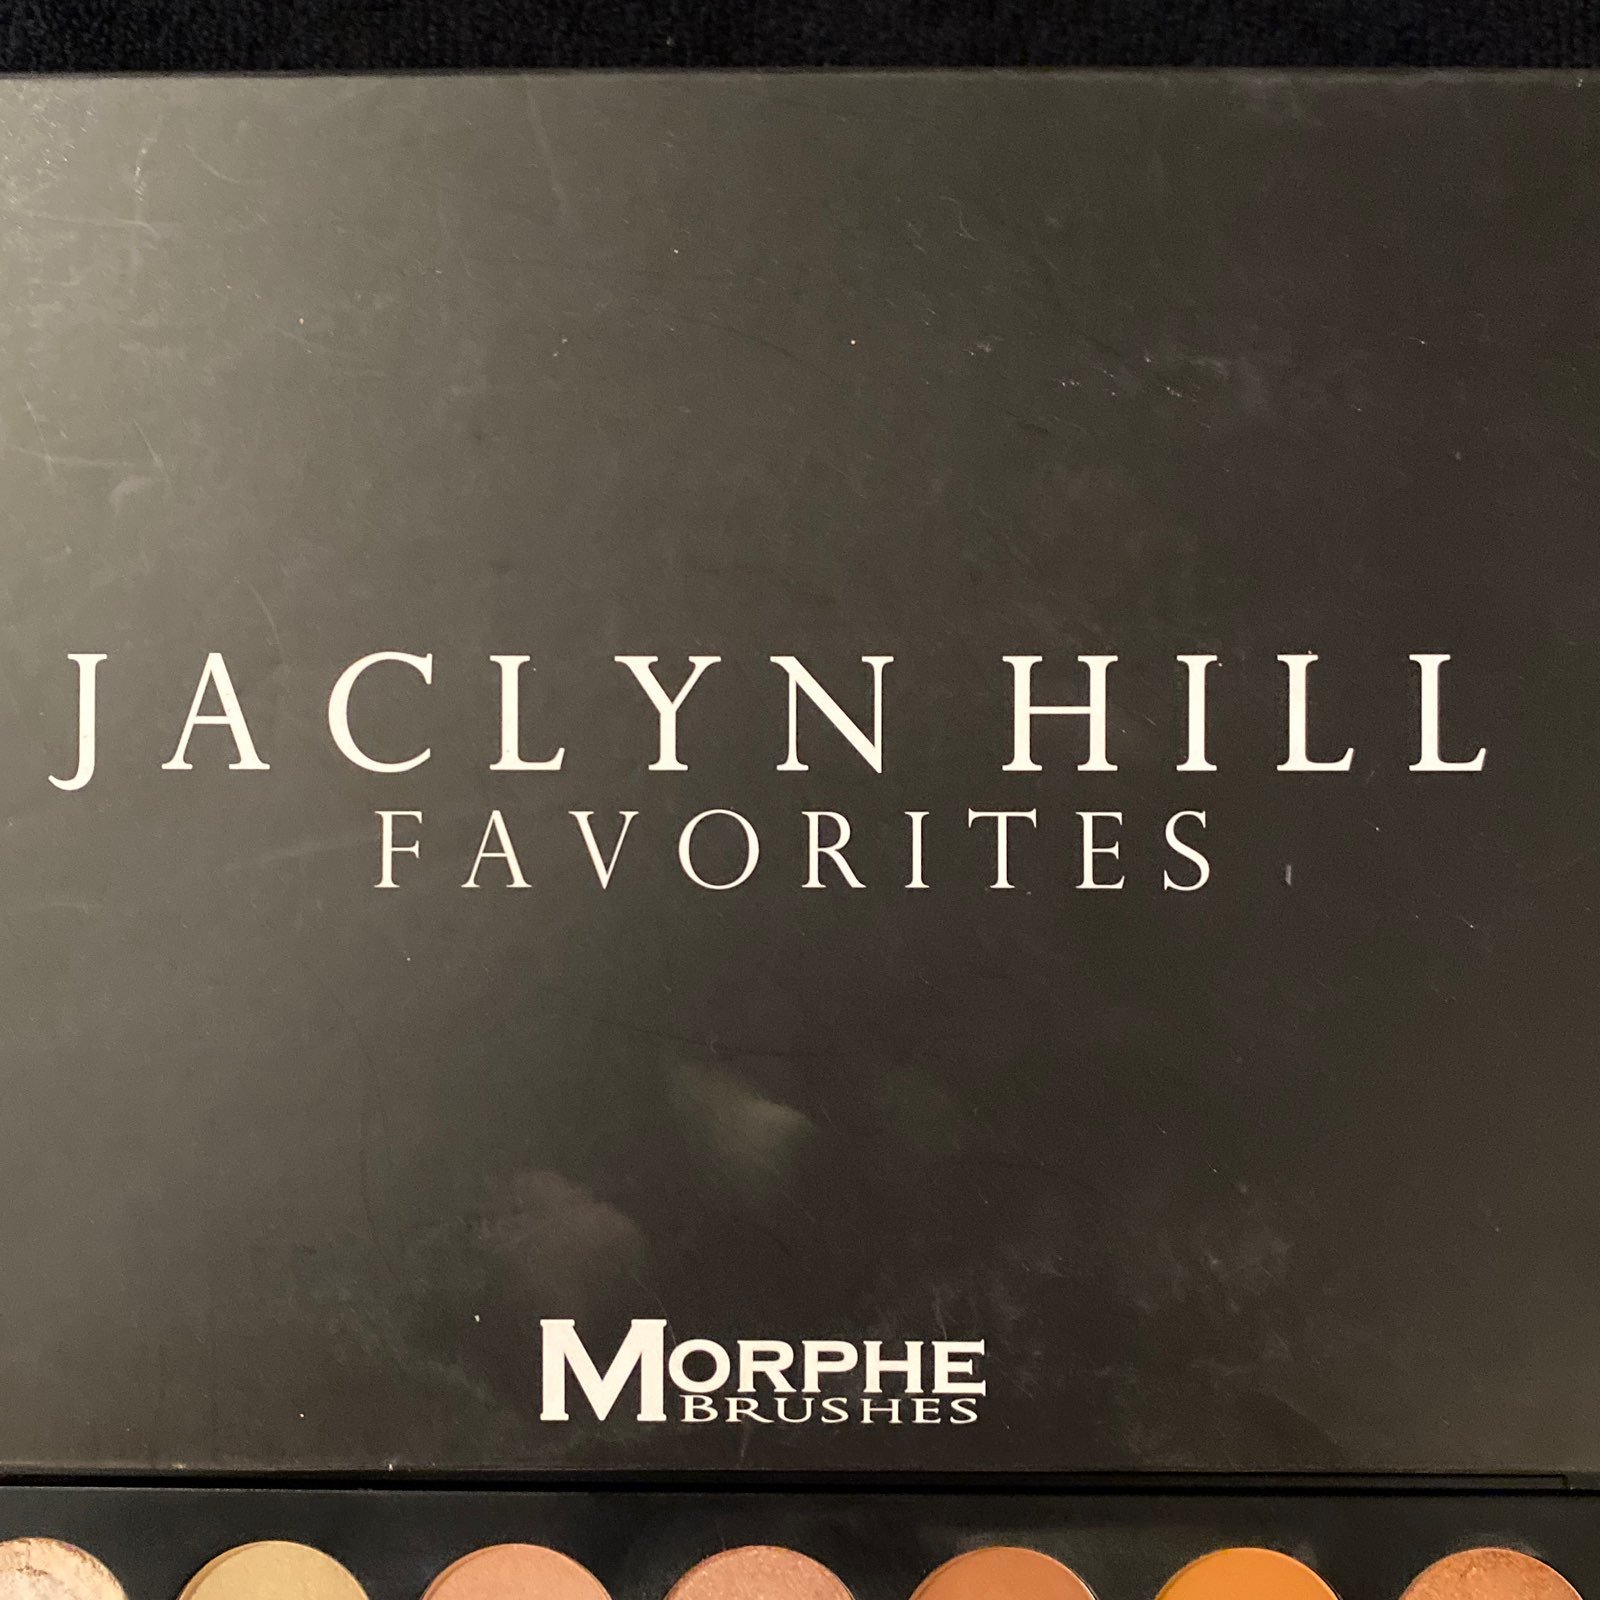 JACLYN HILL
FAVORITES
MORPHE
BRUSHES